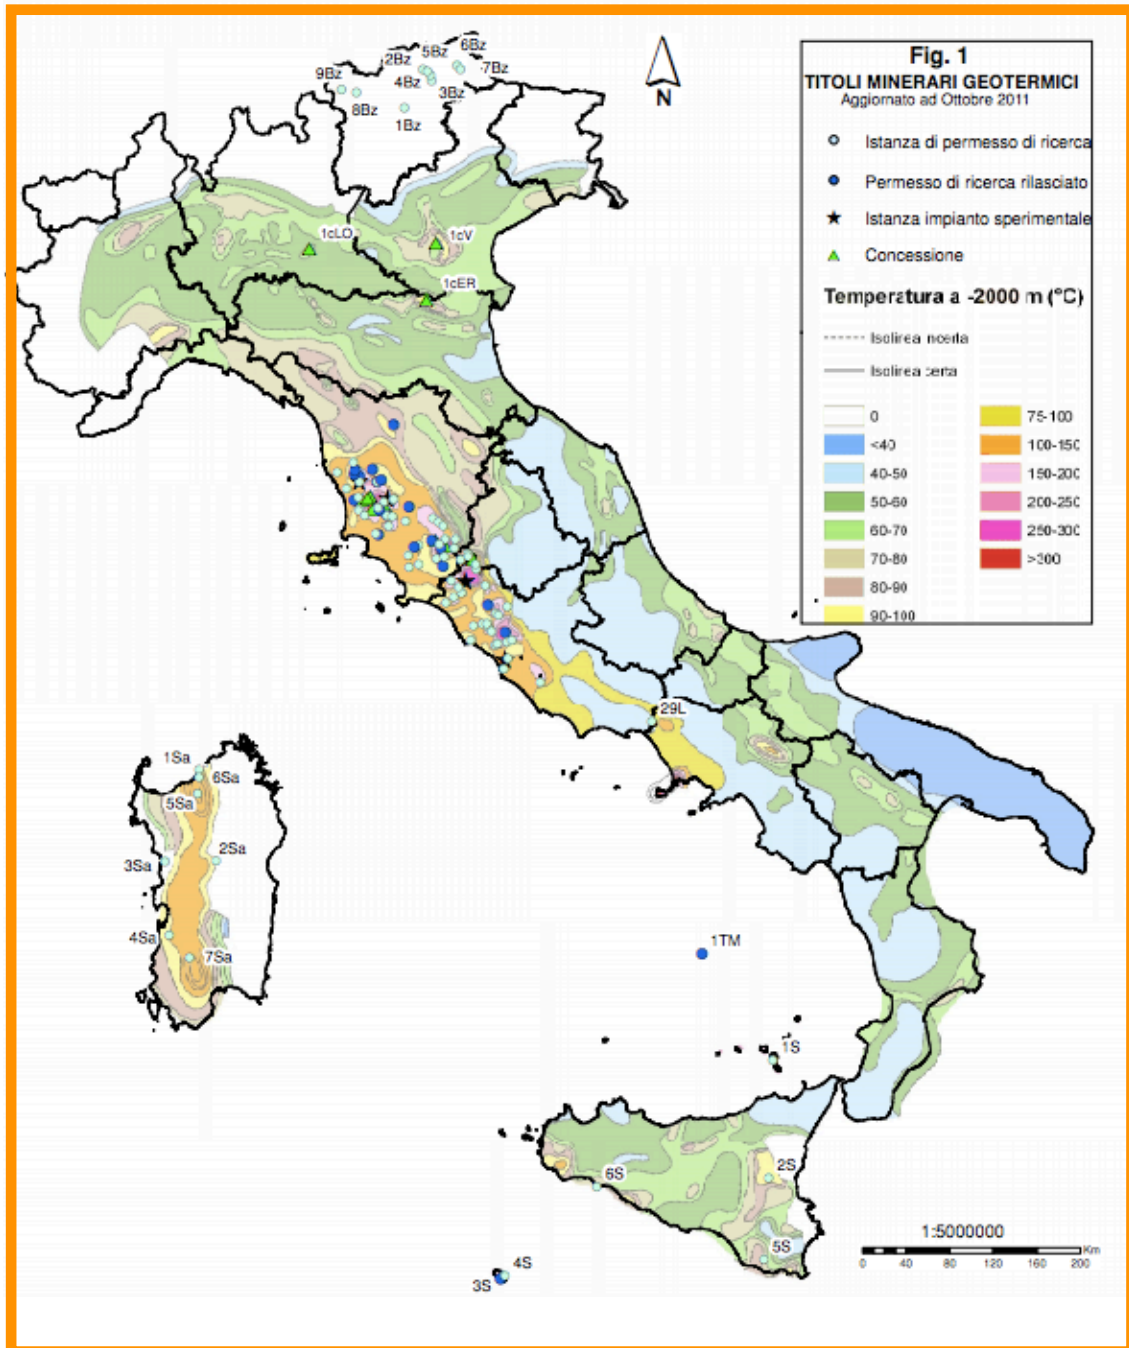 Fig. 1
TITOLI MINERARI GEOTERMICI
Aggiornato ad Ottobre 2011
Istanza di permesso di ricerca
Permesso di ricerca rilasciato
Istanza impianto sperimentale
Concessione
Temperatura a -2000 m (°C)
Isolinea incerta
Isolinea certa
0
<40
40-50
50-60
60-70
70-80
80-90
90-100
75-100
100-150
150-200
200-250
250-300
>300
N
6Bz
5Bz
2Bz
7Bz
9Bz
4Bz
3Bz
8Bz
1Bz
1cLO
1cV
1cER
29L
1Sa
6Sa
5Sa
3Sa
2Sa
4Sa
7Sa
1TM
1S
2S
6S
5S
4S
3S
1:5000000
Km
0 40 80 120 160 200